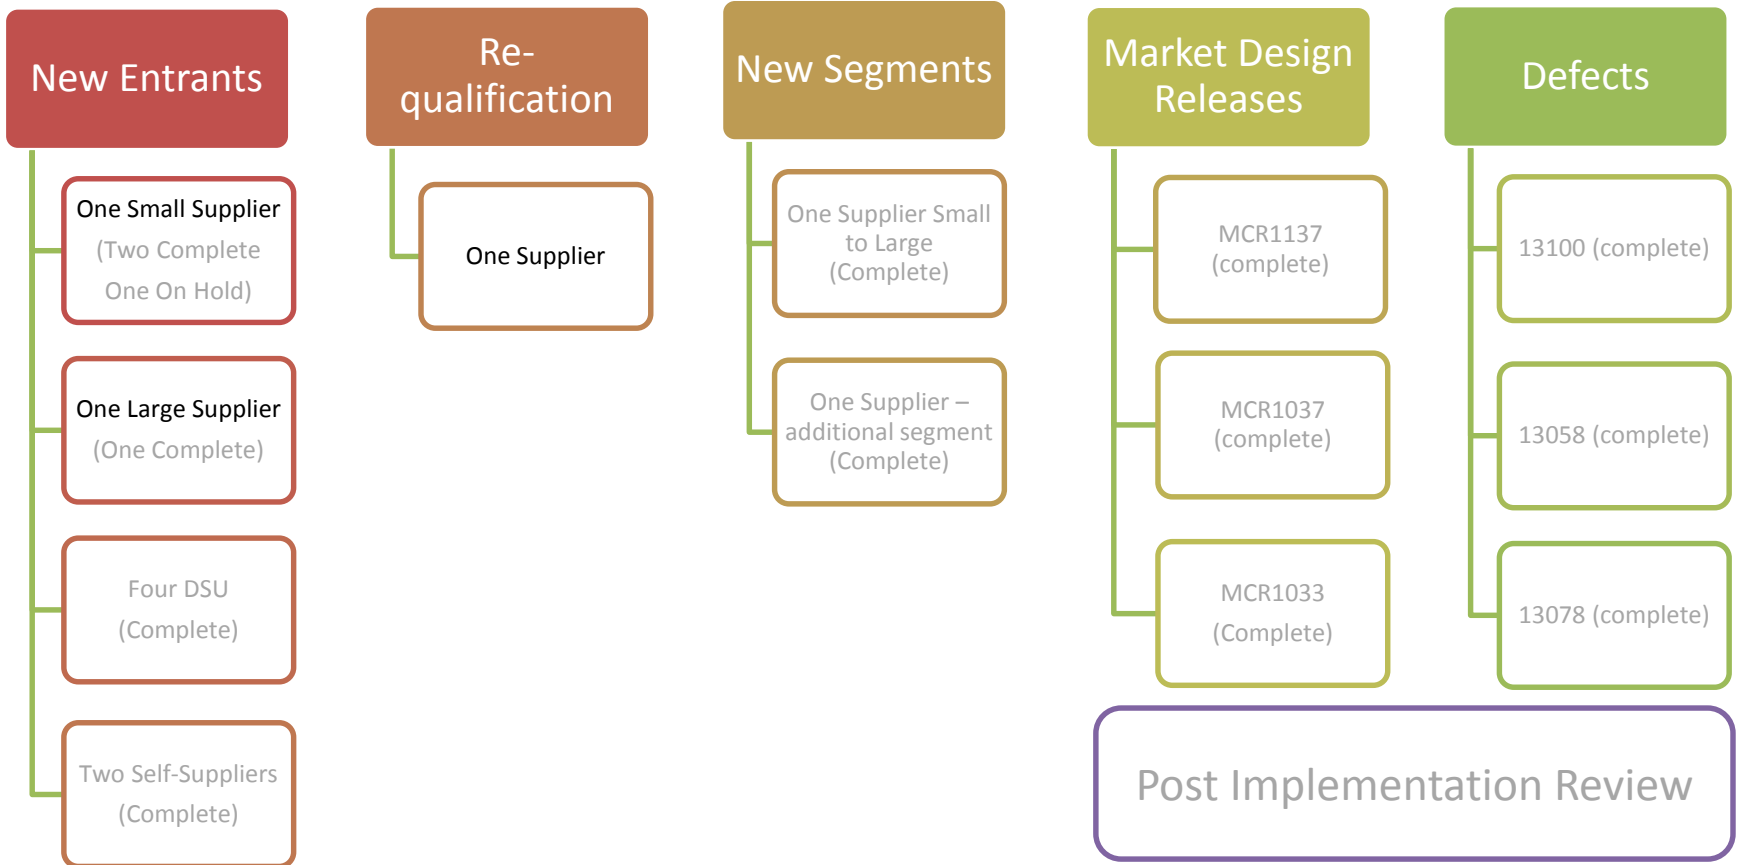 New Entrants
One Small Supplier
(Two Complete
One On Hold)
One Large Supplier
(One Complete)
Four DSU
(Complete)
Two Self-Suppliers
(Complete)
Re-
qualification
One Supplier
New Segments
One Supplier Small
to Large
(Complete)
One Supplier –
additional segment
(Complete)
Market Design
Releases
MCR1137
(complete)
MCR1037
(complete)
MCR1033
(Complete)
Defects
13100 (complete)
13058 (complete)
13078 (complete)
Post Implementation Review